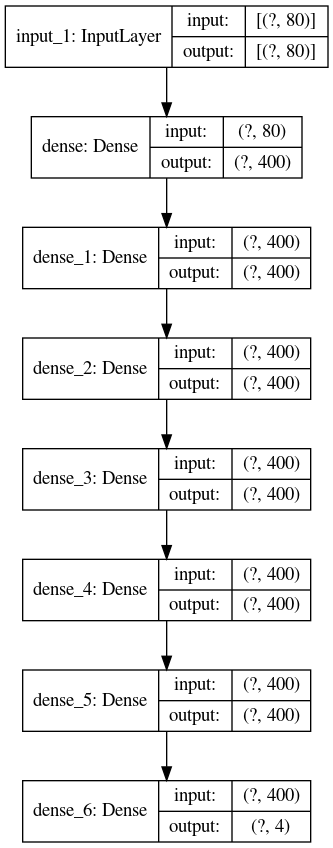 input_1: InputLayer
input: [(?, 80)]
output: [(?, 80)]
dense: Dense
input: (?, 80)
output: (?, 400)
dense_1: Dense
input: (?, 400)
output: (?, 400)
dense_2: Dense
input: (?, 400)
output: (?, 400)
dense_3: Dense
input: (?, 400)
output: (?, 400)
dense_4: Dense
input: (?, 400)
output: (?, 400)
dense_5: Dense
input: (?, 400)
output: (?, 400)
dense_6: Dense
input: (?, 400)
output: (?, 4)